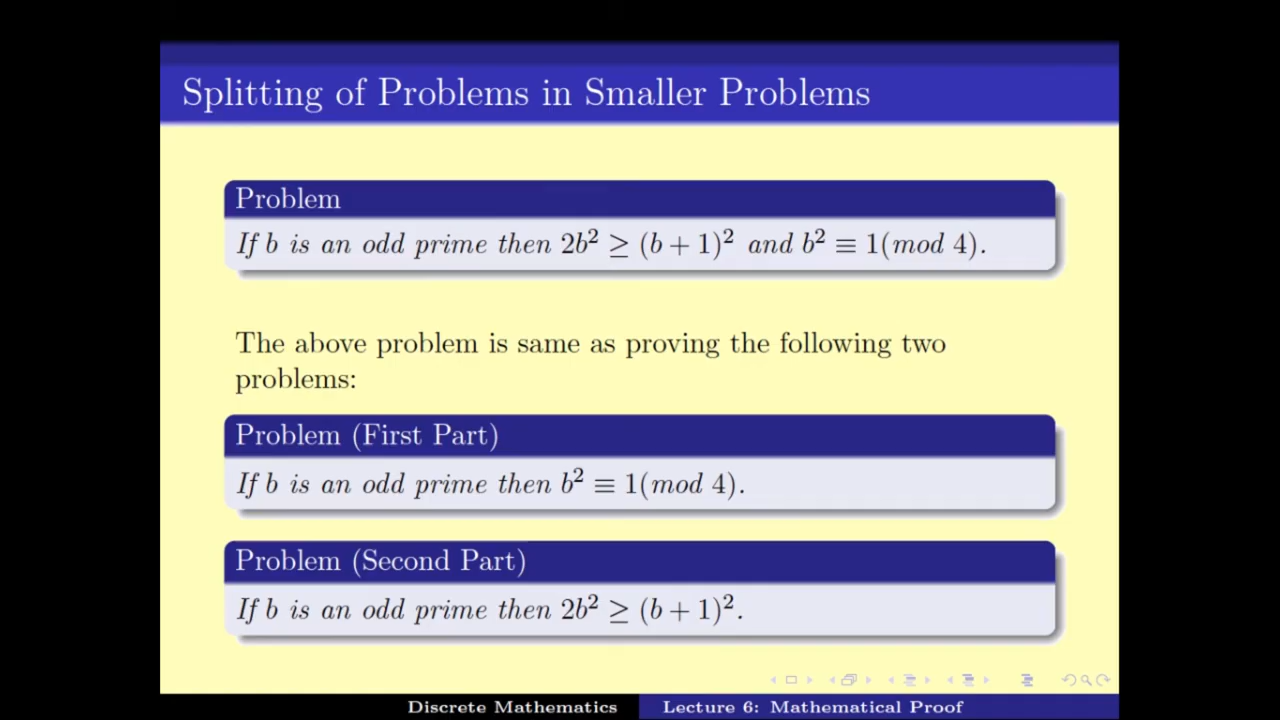 Splitting of Problems in Smaller Problems
Problem
If b is an odd prime then 2b² ≥ (b + 1)² and b² ≡ 1(mod 4).
The above problem is same as proving the following two
problems:
Problem (First Part)
If b is an odd prime then b² ≡ 1(mod 4).
Problem (Second Part)
If b is an odd prime then 2b² ≥ (b + 1)².
Discrete Mathematics Lecture 6: Mathematical Proof